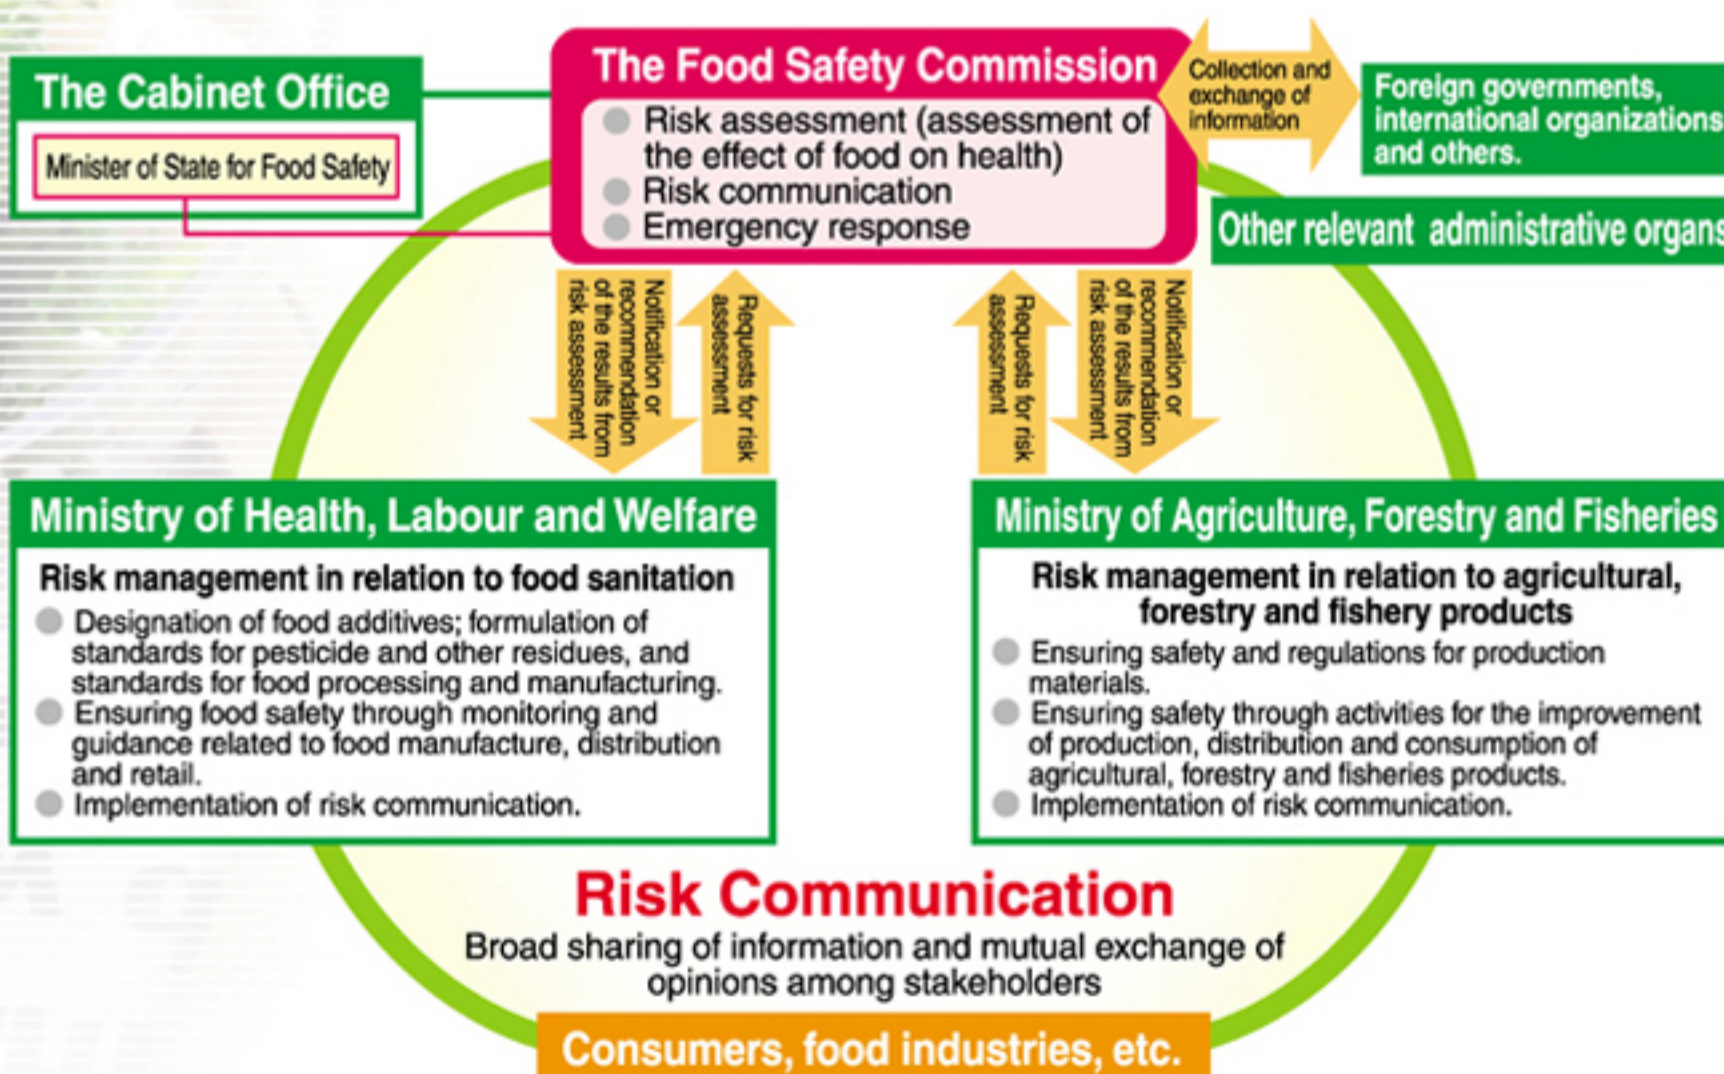 The Cabinet Office
Minister of State for Food Safety
The Food Safety Commission
Risk assessment (assessment of
the effect of food on health)
Risk communication
Emergency response
Collection and
exchange of
information
Foreign governments,
international organizations
and others.
Other relevant administrative organs
Notification or
recommendation
of the results from
risk assessment
Requests for risk
assessment
Requests for risk
assessment
Notification or
recommendation
of the results from
risk assessment
Ministry of Health, Labour and Welfare
Risk management in relation to food sanitation
Designation of food additives; formulation of
standards for pesticide and other residues, and
standards for food processing and manufacturing.
Ensuring food safety through monitoring and
guidance related to food manufacture, distribution
and retail.
Implementation of risk communication.
Ministry of Agriculture, Forestry and Fisheries
Risk management in relation to agricultural,
forestry and fishery products
Ensuring safety and regulations for production
materials.
Ensuring safety through activities for the improvement
of production, distribution and consumption of
agricultural, forestry and fisheries products.
Implementation of risk communication.
Risk Communication
Broad sharing of information and mutual exchange of
opinions among stakeholders
Consumers, food industries, etc.